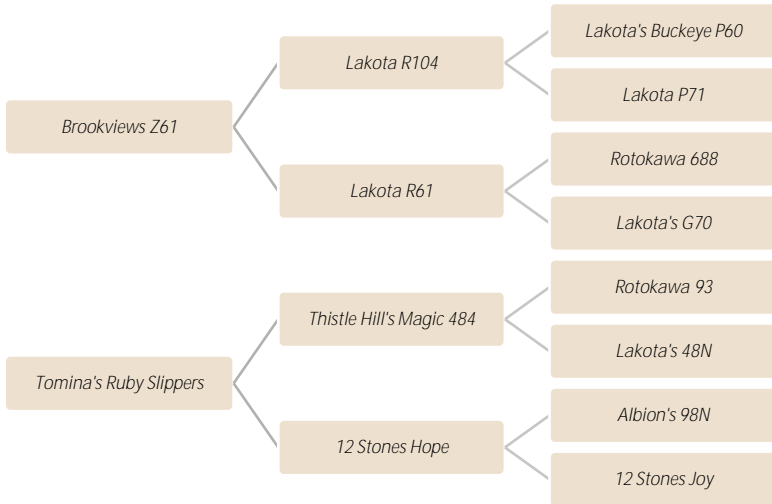 Lakota's Buckeye P60
Lakota R104
Lakota P71
Brookviews Z61
Rotokawa 688
Lakota R61
Lakota's G70
Rotokawa 93
Thistle Hill's Magic 484
Lakota's 48N
Tomina's Ruby Slippers
Albion's 98N
12 Stones Hope
12 Stones Joy